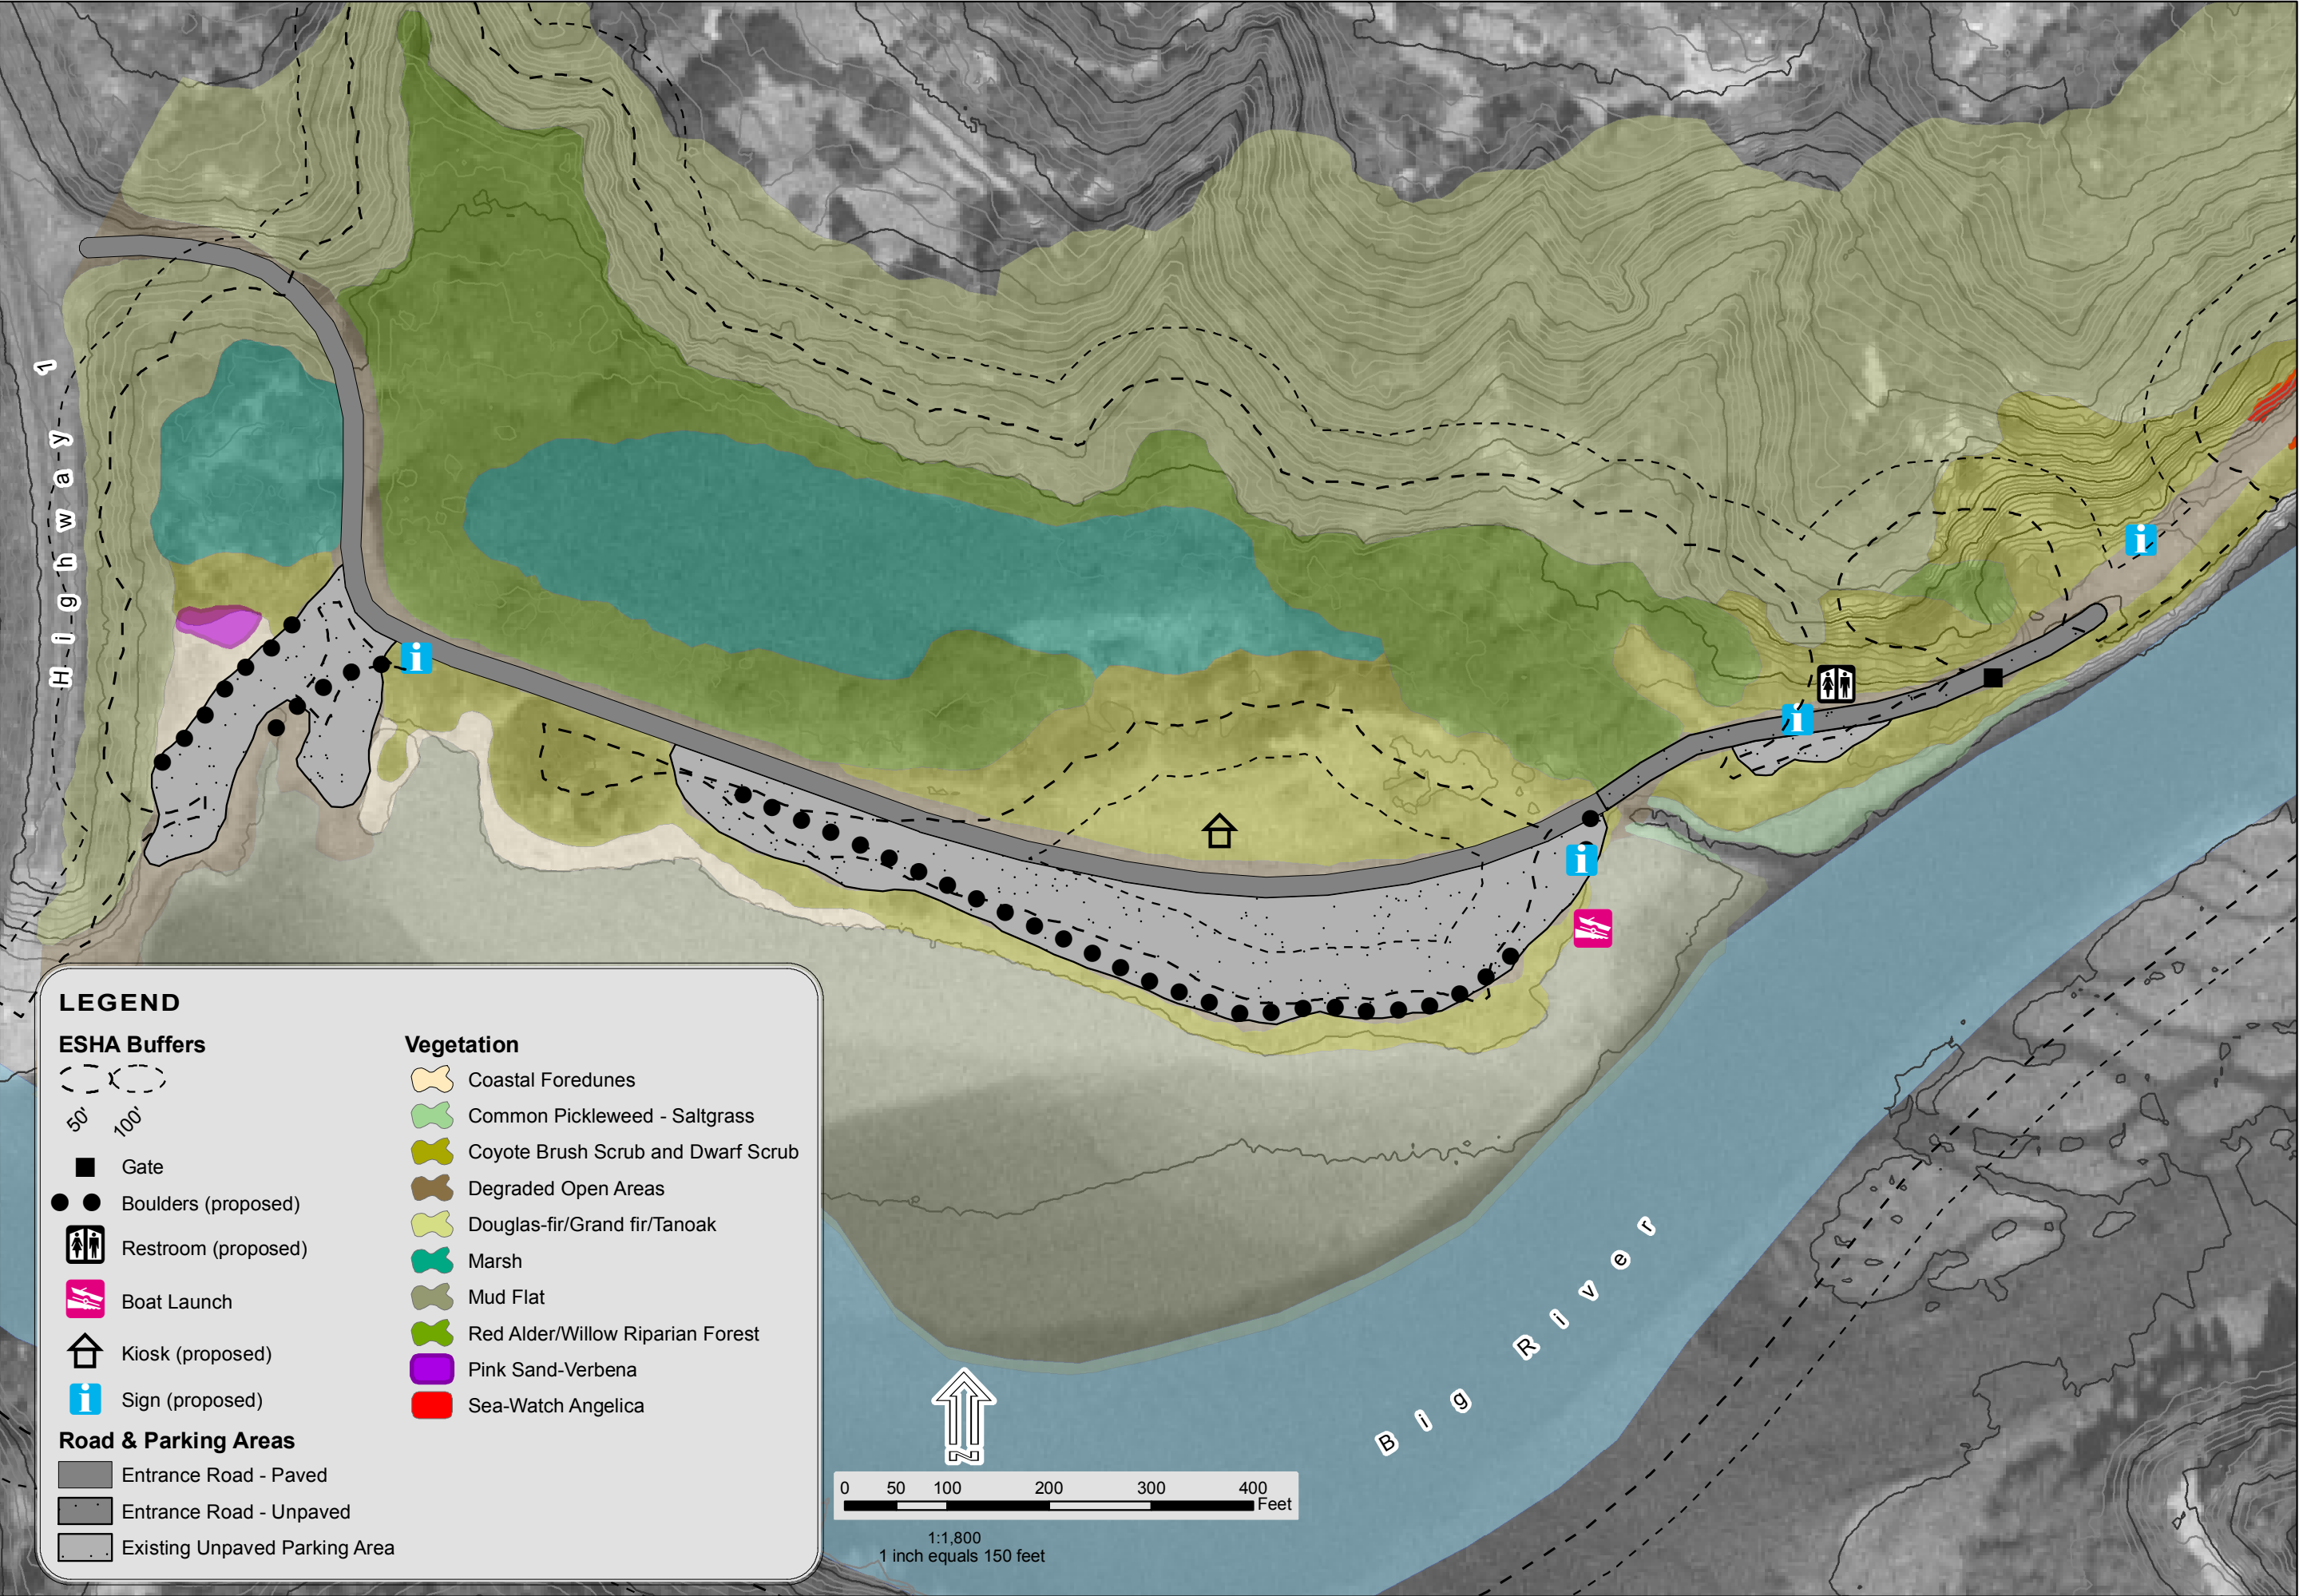 Highway 1
Big River
LEGEND
ESHA Buffers
50'
100'
Gate
Boulders (proposed)
Restroom (proposed)
Boat Launch
Kiosk (proposed)
Sign (proposed)
Road & Parking Areas
Entrance Road - Paved
Entrance Road - Unpaved
Existing Unpaved Parking Area
Vegetation
Coastal Foredunes
Common Pickleweed - Saltgrass
Coyote Brush Scrub and Dwarf Scrub
Degraded Open Areas
Douglas-fir/Grand fir/Tanoak
Marsh
Mud Flat
Red Alder/Willow Riparian Forest
Pink Sand-Verbena
Sea-Watch Angelica
N
0 50 100 200 300 400
Feet
1:1,800
1 inch equals 150 feet